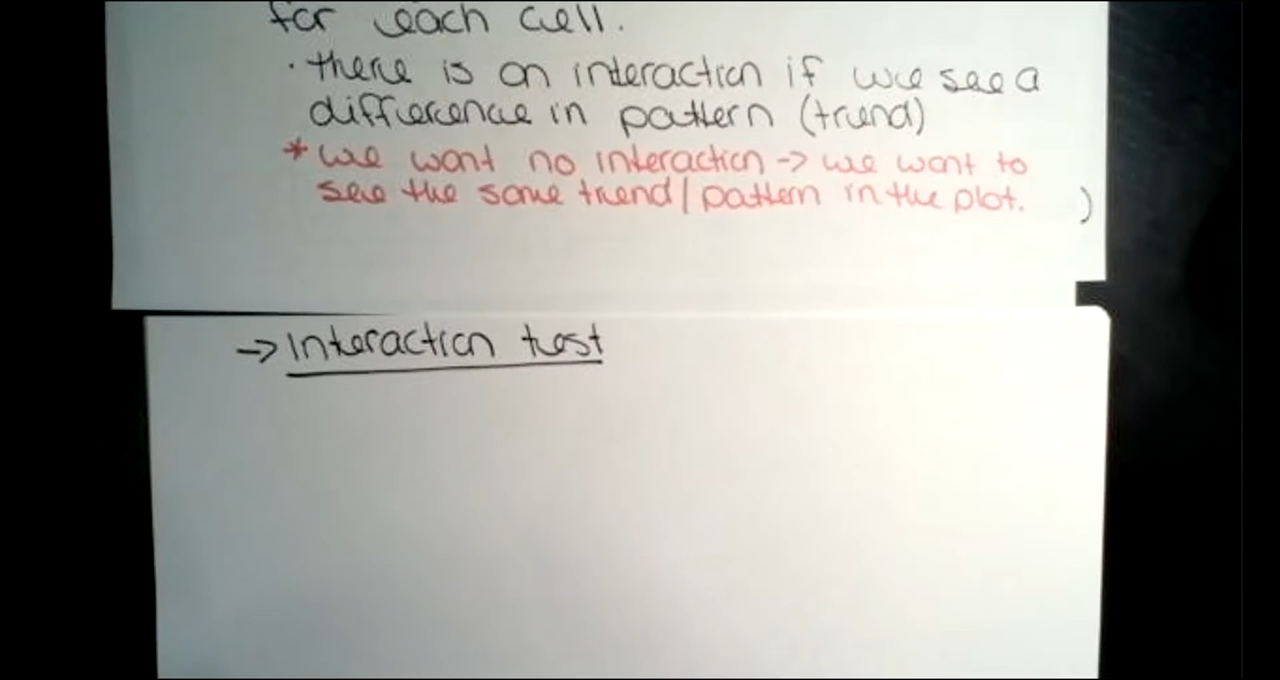 for each cell.
· there is an interaction if we see a
difference in pattern (trend)
* we want no interaction -> we want to
see the same trend/pattern in the plot. )
-> Interaction test